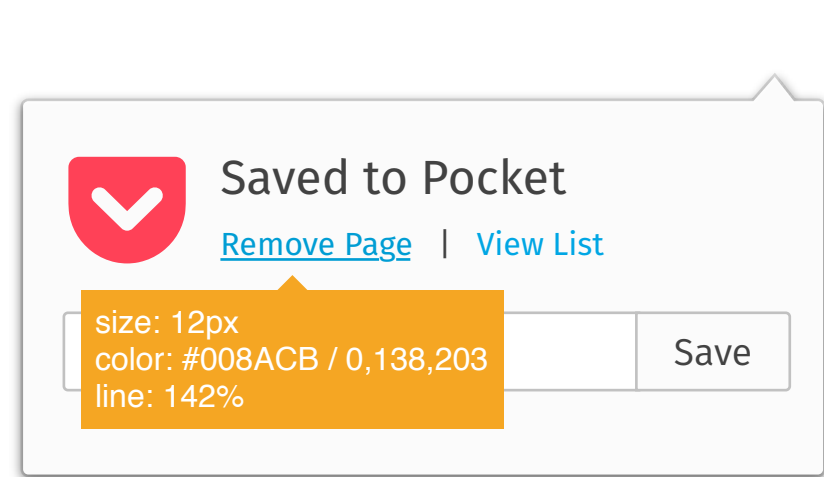 Saved to Pocket
Remove Page | View List
size: 12px
color: #008ACB / 0,138,203
line: 142%
Save